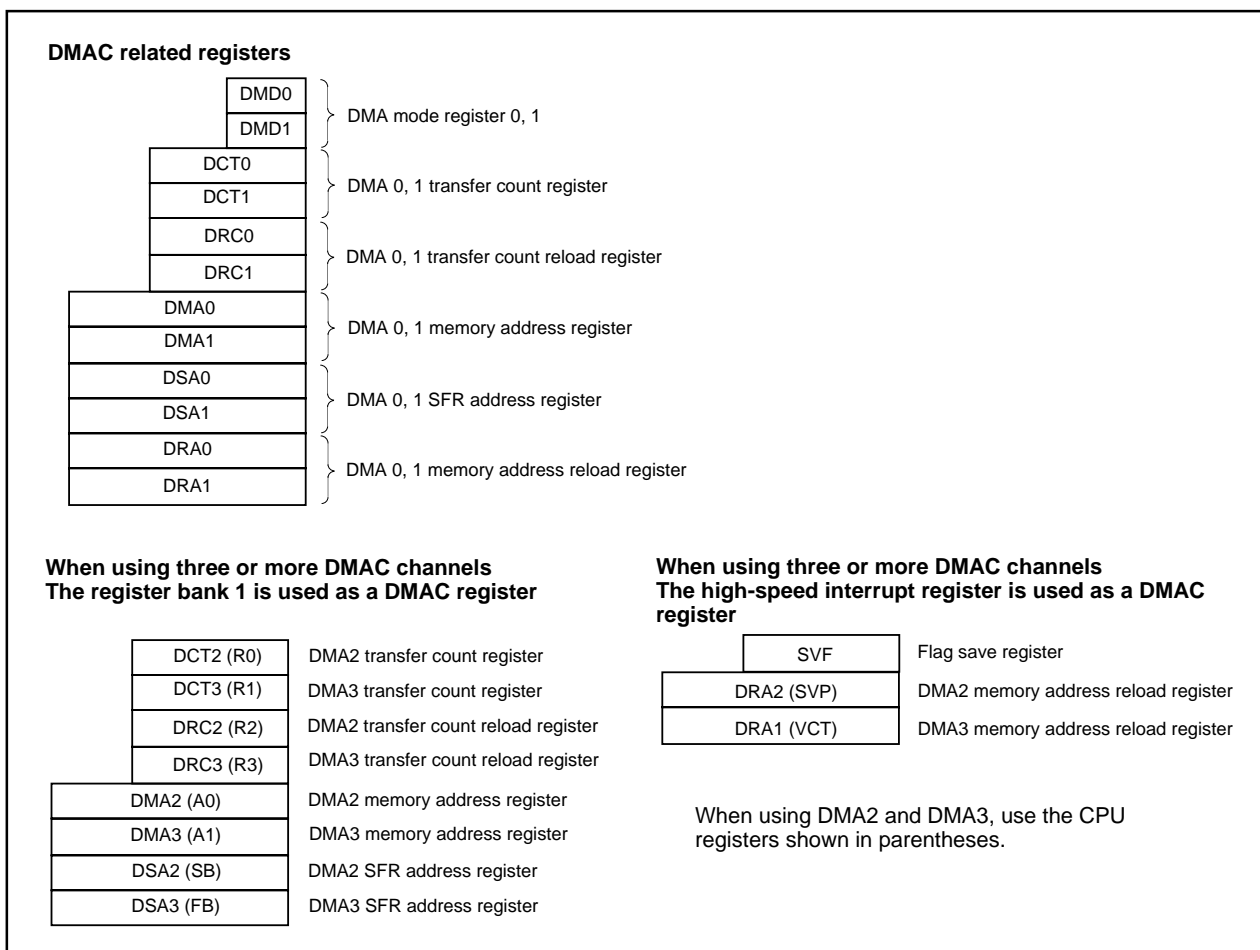 DMAC related registers
DMD0
DMD1
DMA mode register 0, 1
DCT0
DCT1
DMA 0, 1 transfer count register
DRC0
DRC1
DMA 0, 1 transfer count reload register
DMA0
DMA1
DMA 0, 1 memory address register
DSA0
DSA1
DMA 0, 1 SFR address register
DRA0
DRA1
DMA 0, 1 memory address reload register
When using three or more DMAC channels
The register bank 1 is used as a DMAC register
DCT2 (R0) DMA2 transfer count register
DCT3 (R1) DMA3 transfer count register
DRC2 (R2) DMA2 transfer count reload register
DRC3 (R3) DMA3 transfer count reload register
DMA2 (A0) DMA2 memory address register
DMA3 (A1) DMA3 memory address register
DSA2 (SB) DMA2 SFR address register
DSA3 (FB) DMA3 SFR address register
When using three or more DMAC channels
The high-speed interrupt register is used as a DMAC
register
SVF Flag save register
DRA2 (SVP) DMA2 memory address reload register
DRA1 (VCT) DMA3 memory address reload register
When using DMA2 and DMA3, use the CPU
registers shown in parentheses.